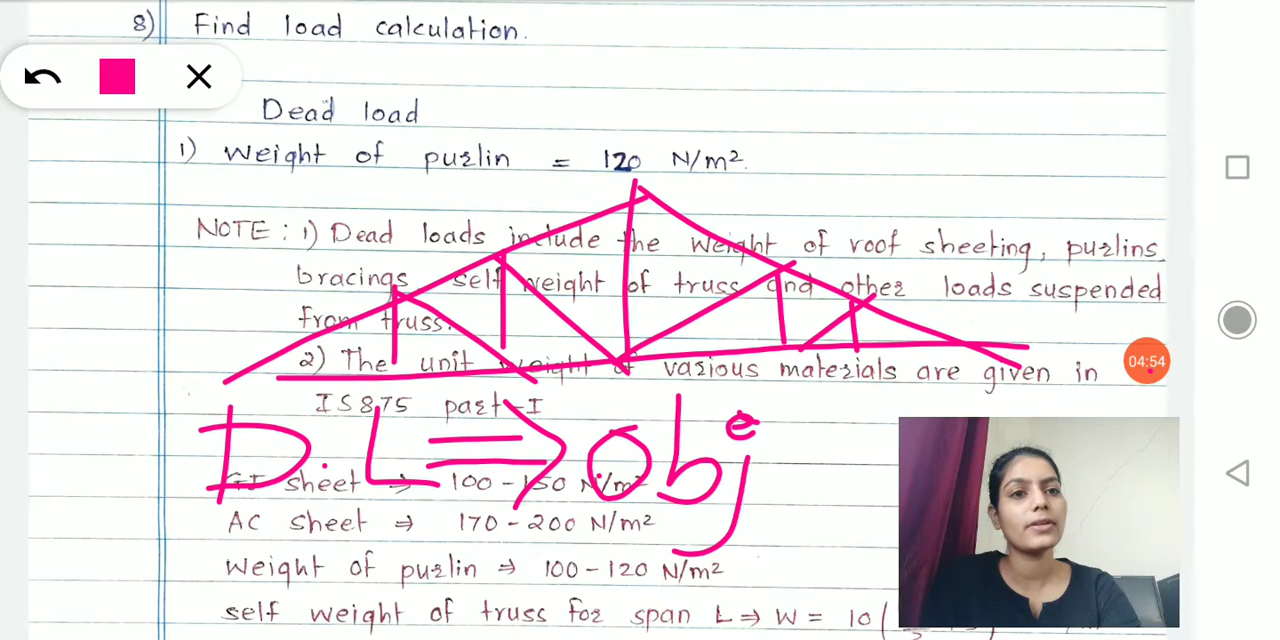 8) Find load calculation.
Dead load
1) Weight of purlin = 120 N/m²
NOTE : 1) Dead loads include the weight of roof sheeting, purlins
bracings self weight of truss and other loads suspended
from truss.
2) The unit weight of various materials are given in
IS 875 part-I
D.L ⇒ obj
e
GI sheet ⇒ 100 - 150 N/m²
AC sheet ⇒ 170 - 200 N/m²
Weight of purlin ⇒ 100 - 120 N/m²
self weight of truss for span L ⇒ W = 10 (
04:54